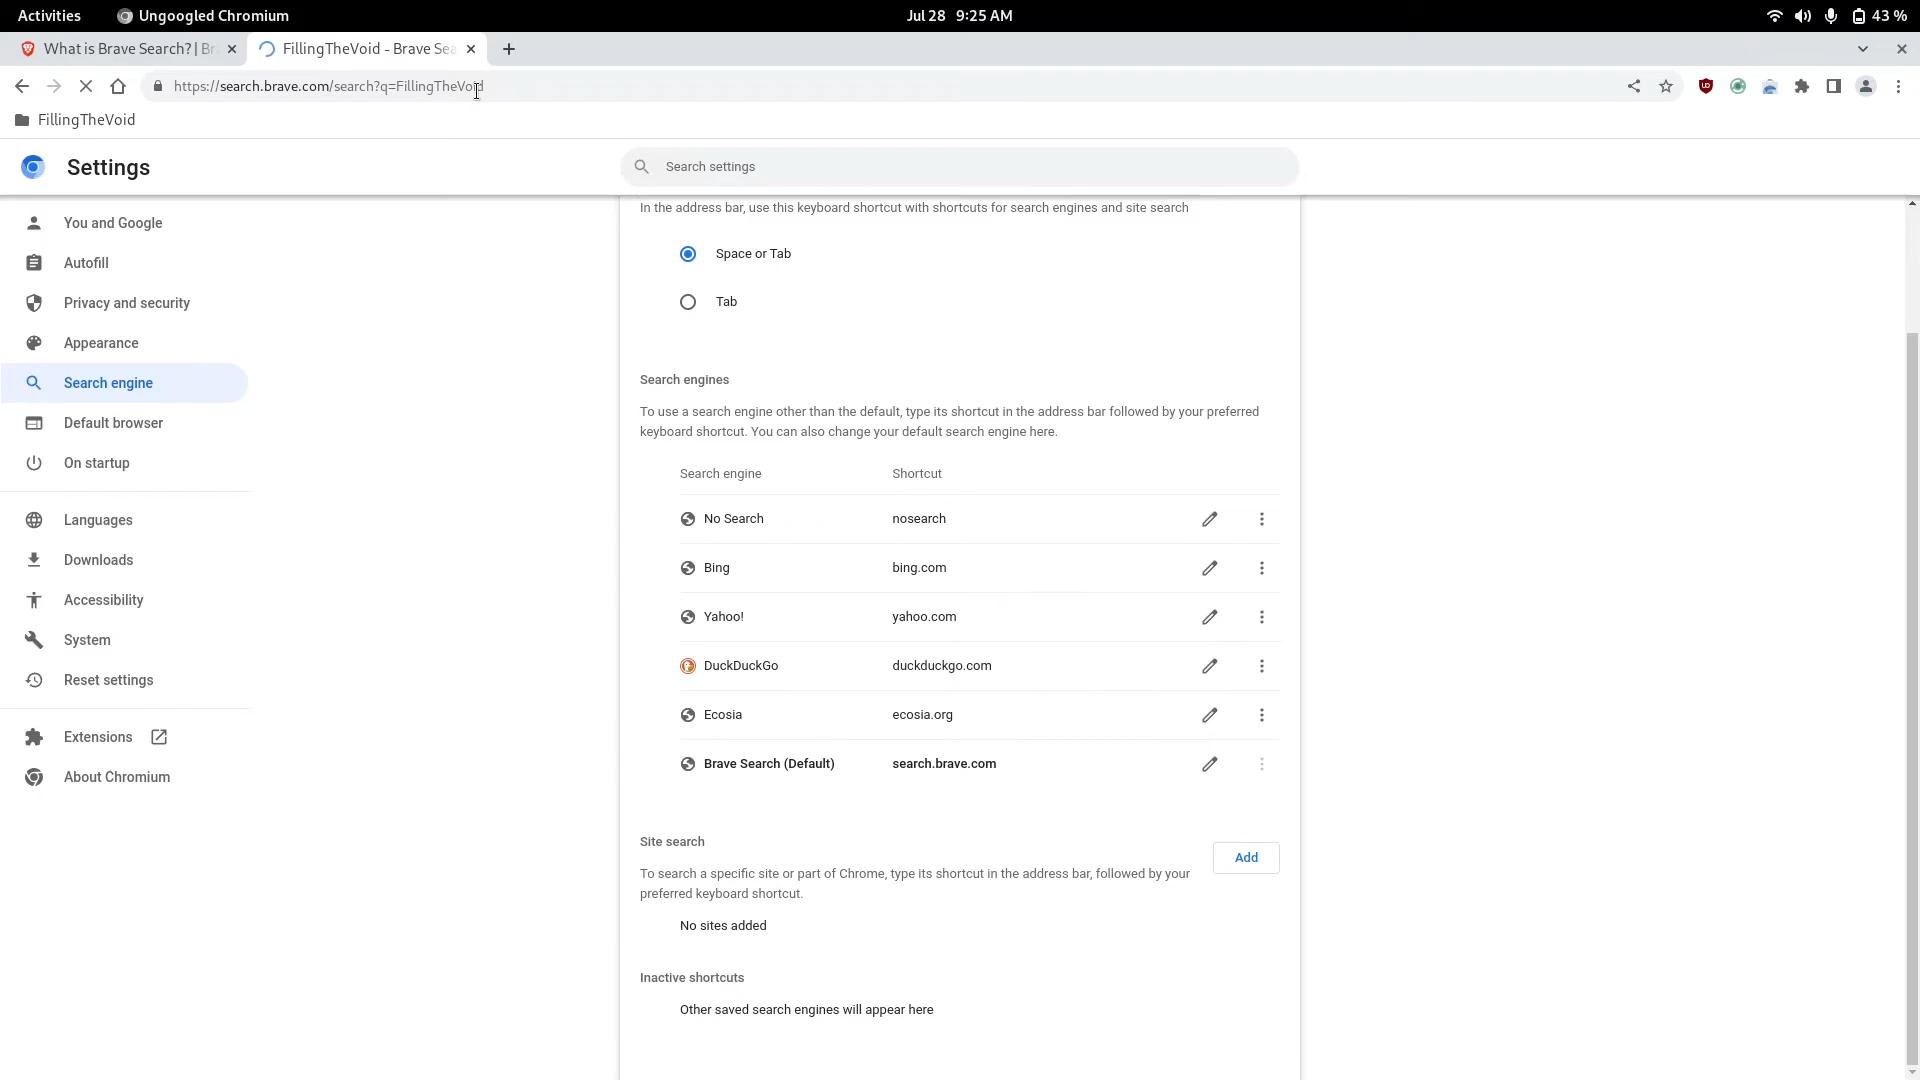 Activities Ungoogled Chromium Jul 28 9:25 AM 43 %
What is Brave Search? | Br FillingTheVoid - Brave Sea
https://search.brave.com/search?q=FillingTheVoid
FillingTheVoid
Settings
Search settings
You and Google
Autofill
Privacy and security
Appearance
Search engine
Default browser
On startup
Languages
Downloads
Accessibility
System
Reset settings
Extensions
About Chromium
In the address bar, use this keyboard shortcut with shortcuts for search engines and site search
Space or Tab
Tab
Search engines
To use a search engine other than the default, type its shortcut in the address bar followed by your preferred
keyboard shortcut. You can also change your default search engine here.
Search engine Shortcut
No Search nosearch
Bing bing.com
Yahoo! yahoo.com
DuckDuckGo duckduckgo.com
Ecosia ecosia.org
Brave Search (Default) search.brave.com
Site search
Add
To search a specific site or part of Chrome, type its shortcut in the address bar, followed by your
preferred keyboard shortcut.
No sites added
Inactive shortcuts
Other saved search engines will appear here